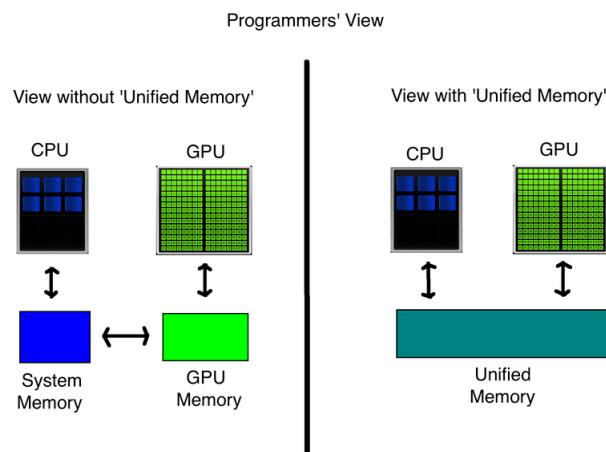 Programmers' View
View without 'Unified Memory'
CPU
GPU
System
Memory
GPU
Memory
View with 'Unified Memory'
CPU
GPU
Unified
Memory